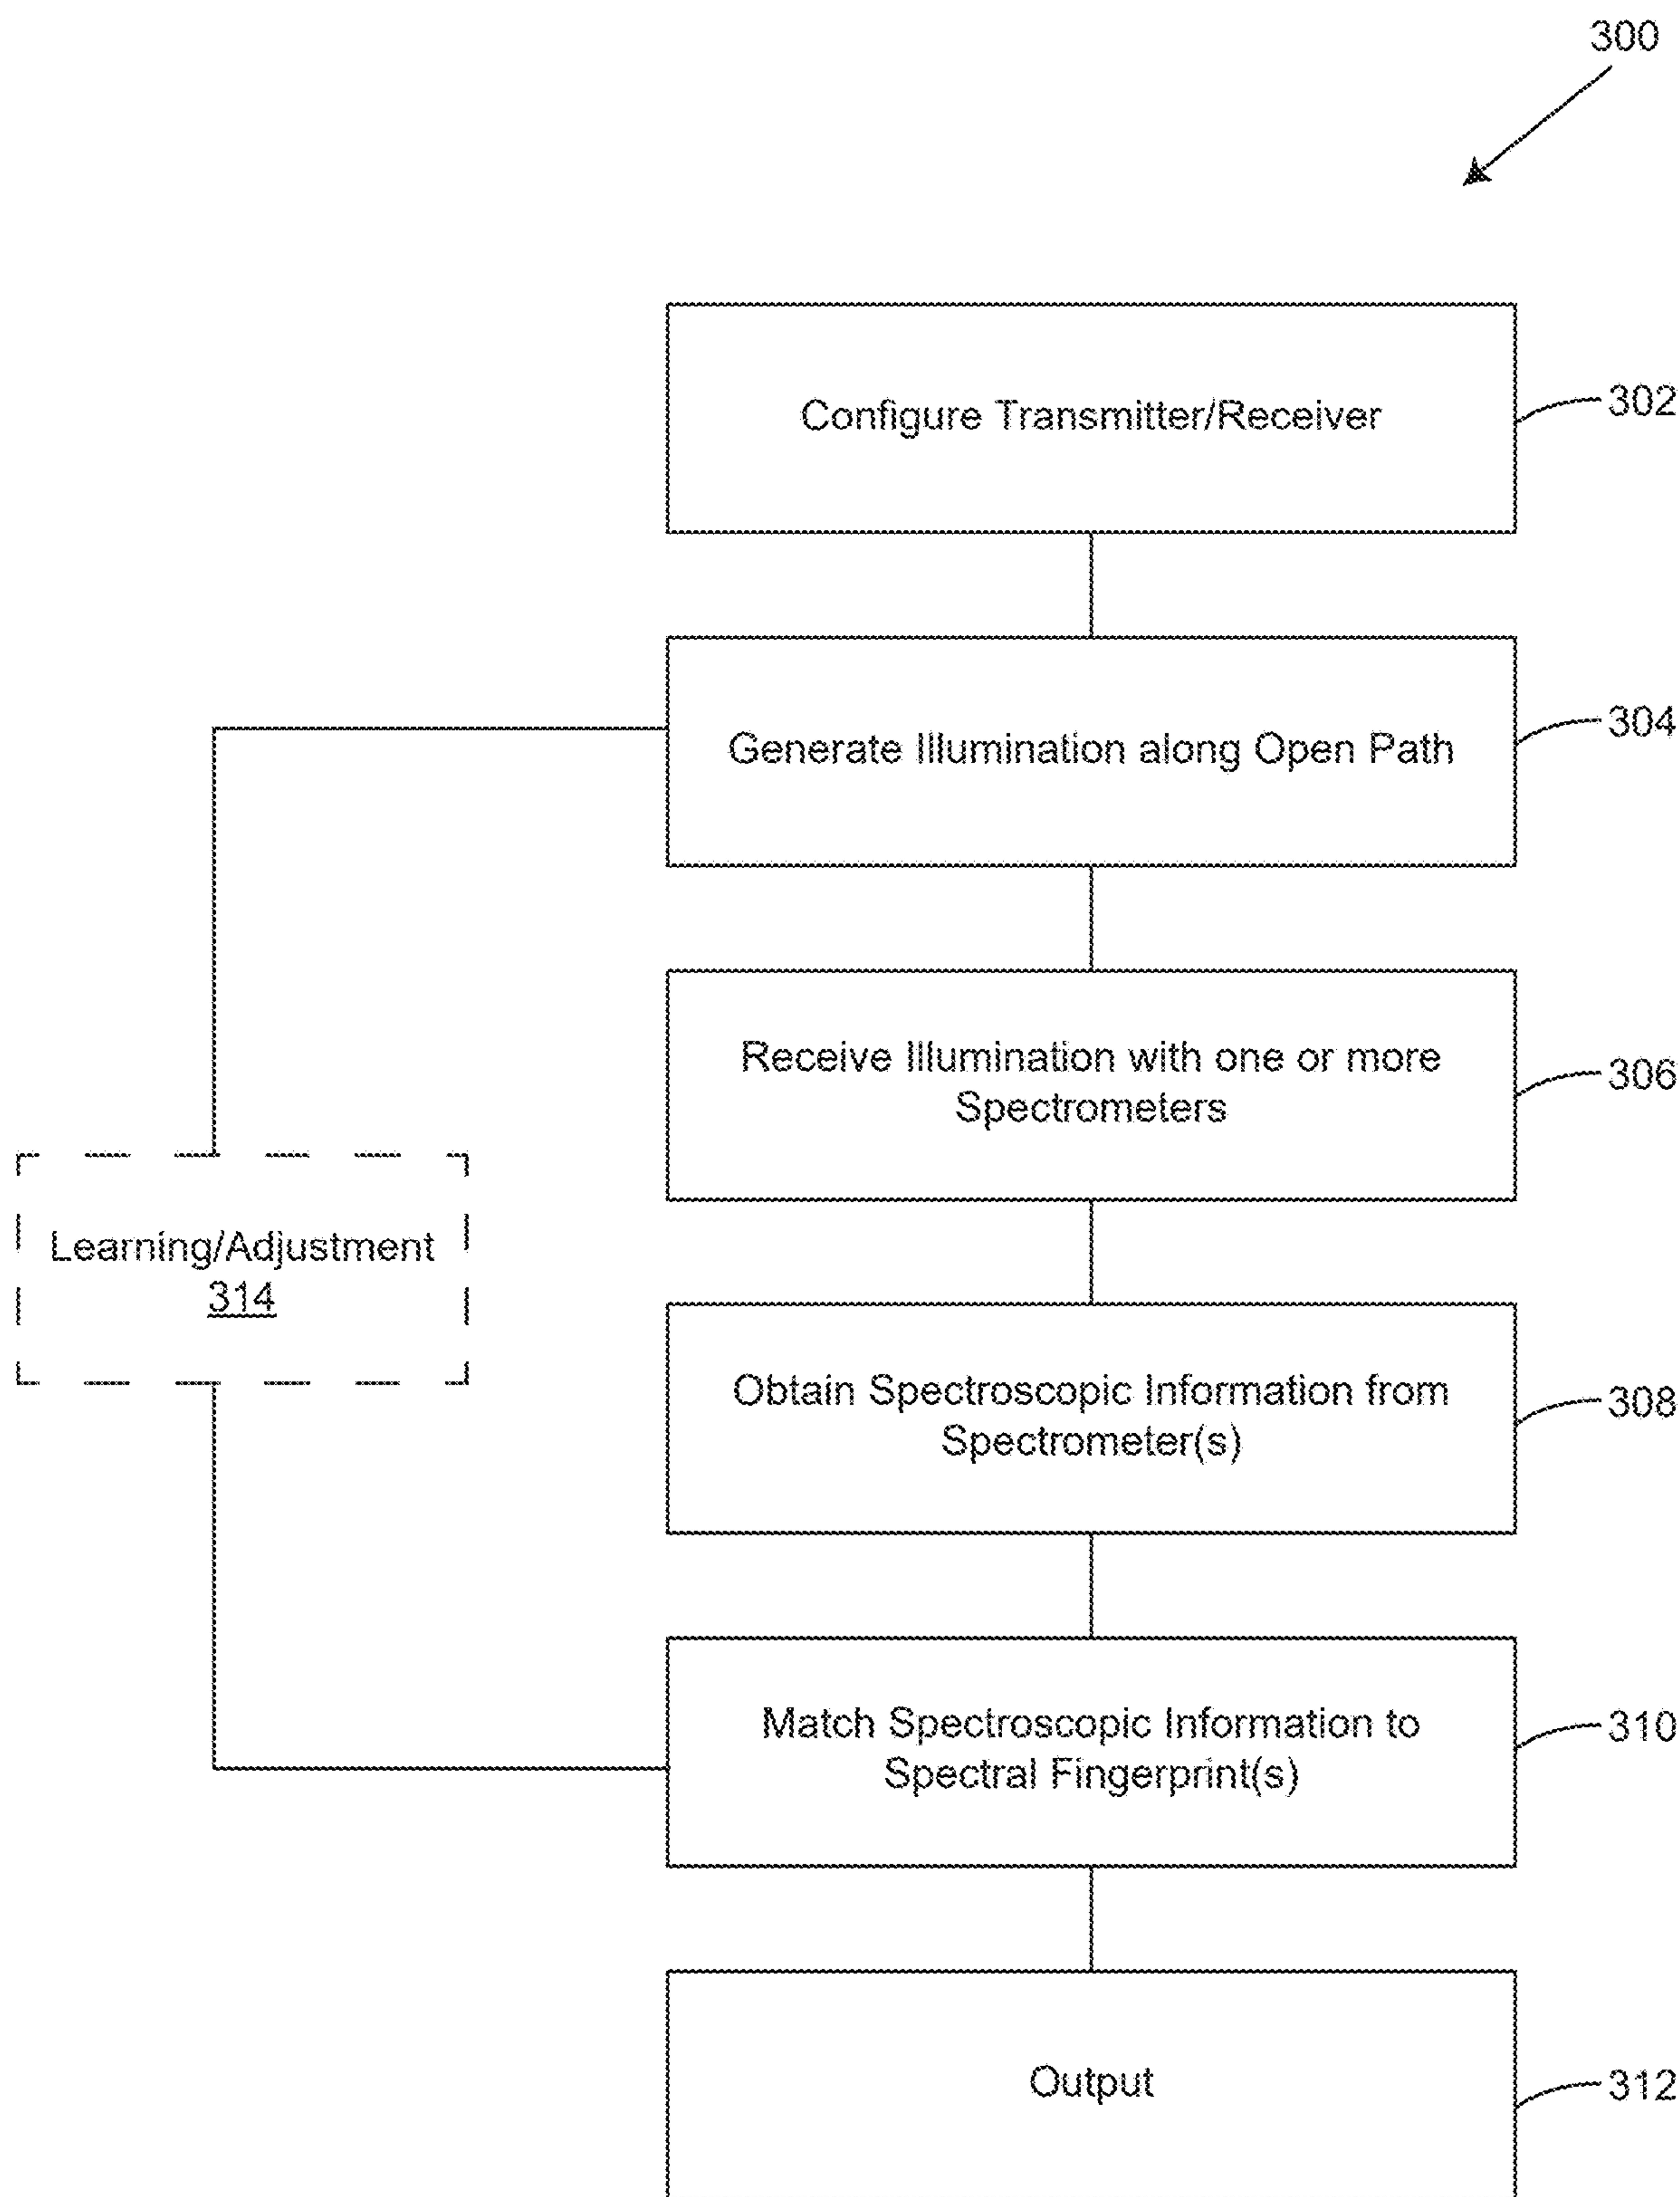 300
Configure Transmitter/Receiver
302
Generate Illumination along Open Path
304
Receive Illumination with one or more
Spectrometers
306
Learning/Adjustment
314
Obtain Spectroscopic Information from
Spectrometer(s)
308
Match Spectroscopic Information to
Spectral Fingerprint(s)
310
Output
312